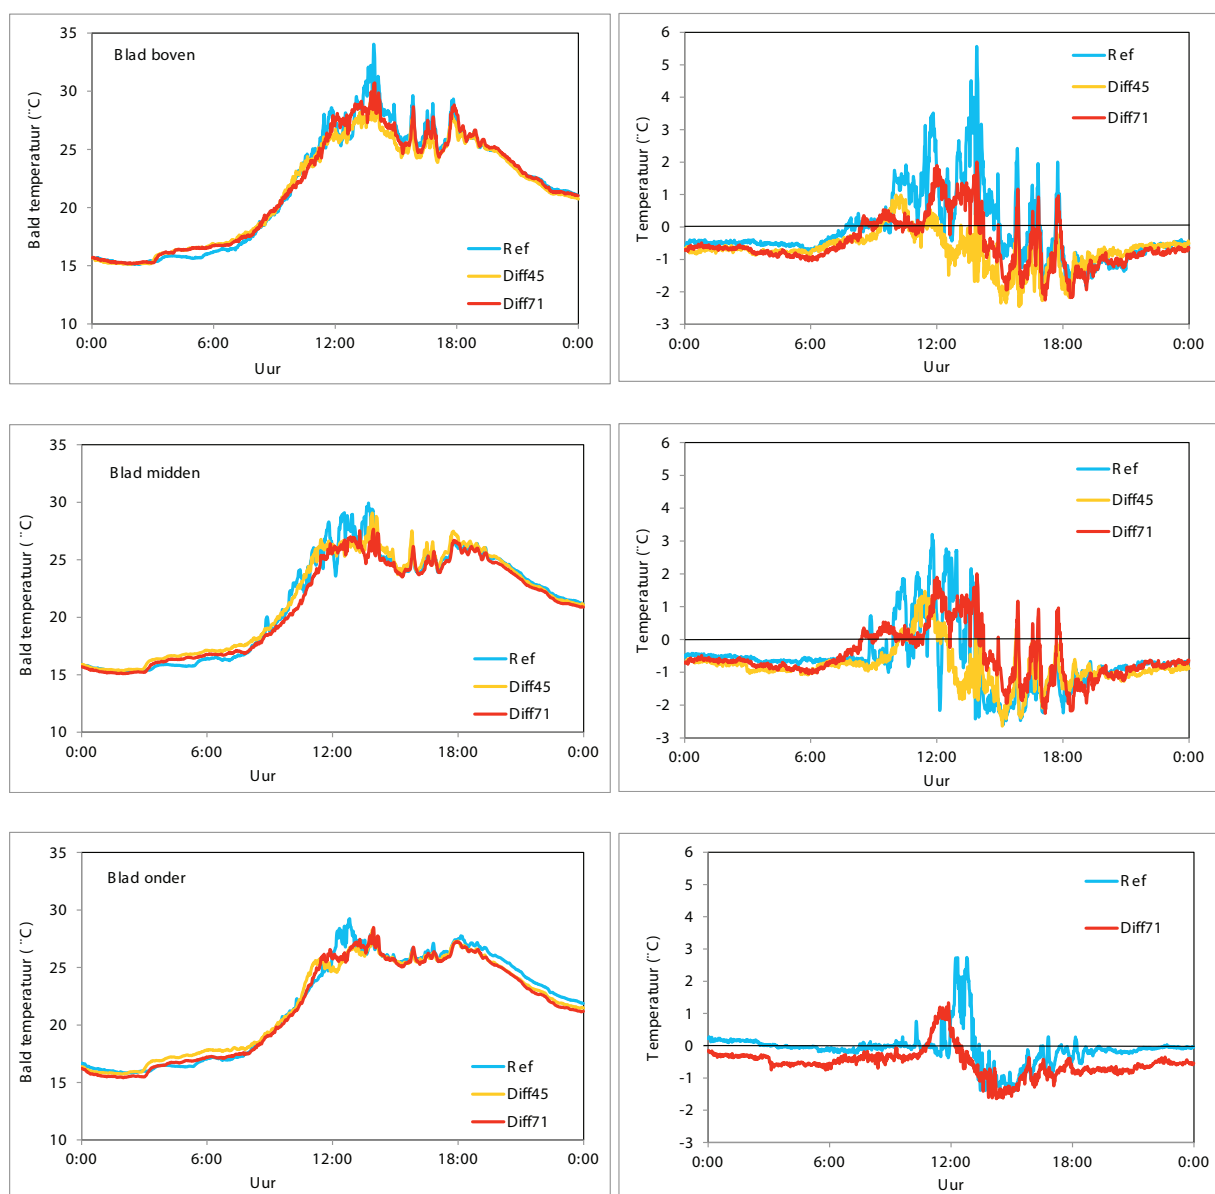 Blad boven
Bald temperatuur (¨C)
35
30
25
20
15
10
0:00 6:00 12:00 18:00 0:00
Uur
Ref
Diff45
Diff71
Temperatuur (¨C)
6
5
4
3
2
1
0
-1
-2
-3
0:00 6:00 12:00 18:00 0:00
Uur
Ref
Diff45
Diff71
Blad midden
Bald temperatuur ( ¨C)
35
30
25
20
15
10
0:00 6:00 12:00 18:00 0:00
Uur
Ref
Diff45
Diff71
Temperatuur (¨C)
6
5
4
3
2
1
0
-1
-2
-3
0:00 6:00 12:00 18:00 0:00
Uur
Ref
Diff45
Diff71
Blad onder
Bald temperatuur ( ¨C)
35
30
25
20
15
10
0:00 6:00 12:00 18:00 0:00
Uur
Ref
Diff45
Diff71
Temperatuur (¨C)
6
5
4
3
2
1
0
-1
-2
-3
0:00 6:00 12:00 18:00 0:00
Uur
Ref
Diff71